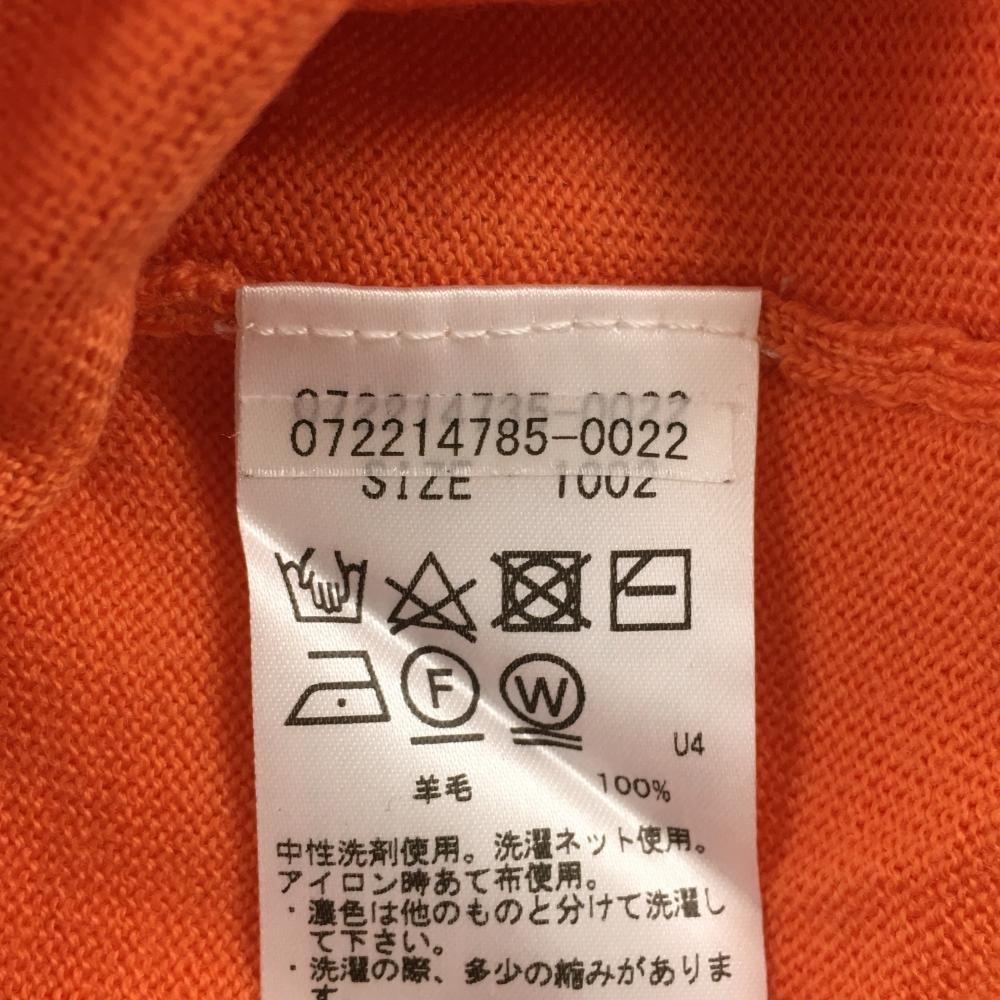 072214785-0022
SIZE 1002
F W
U4
羊毛 100%
中性洗剤使用。洗濯ネット使用。
アイロン時あて布使用。
・濃色は他のものと分けて洗濯し
て下さい。
・洗濯の際、多少の縮みがありま
す